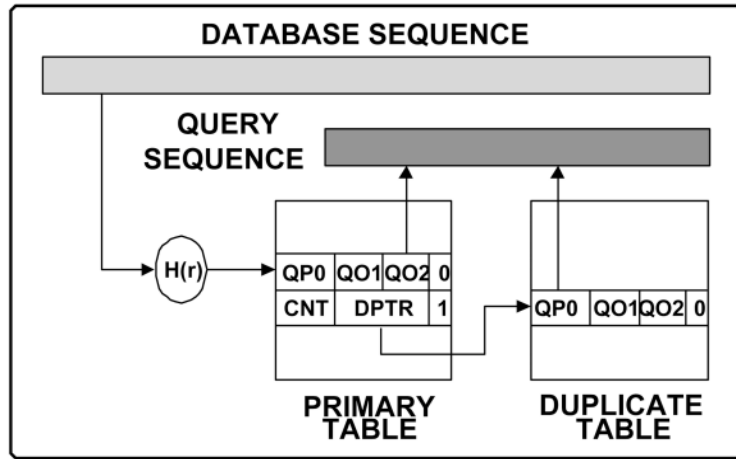 DATABASE SEQUENCE
QUERY
SEQUENCE
H(r)
QP0 QO1 QO2 0
CNT DPTR 1
QP0 QO1 QO2 0
PRIMARY
TABLE
DUPLICATE
TABLE